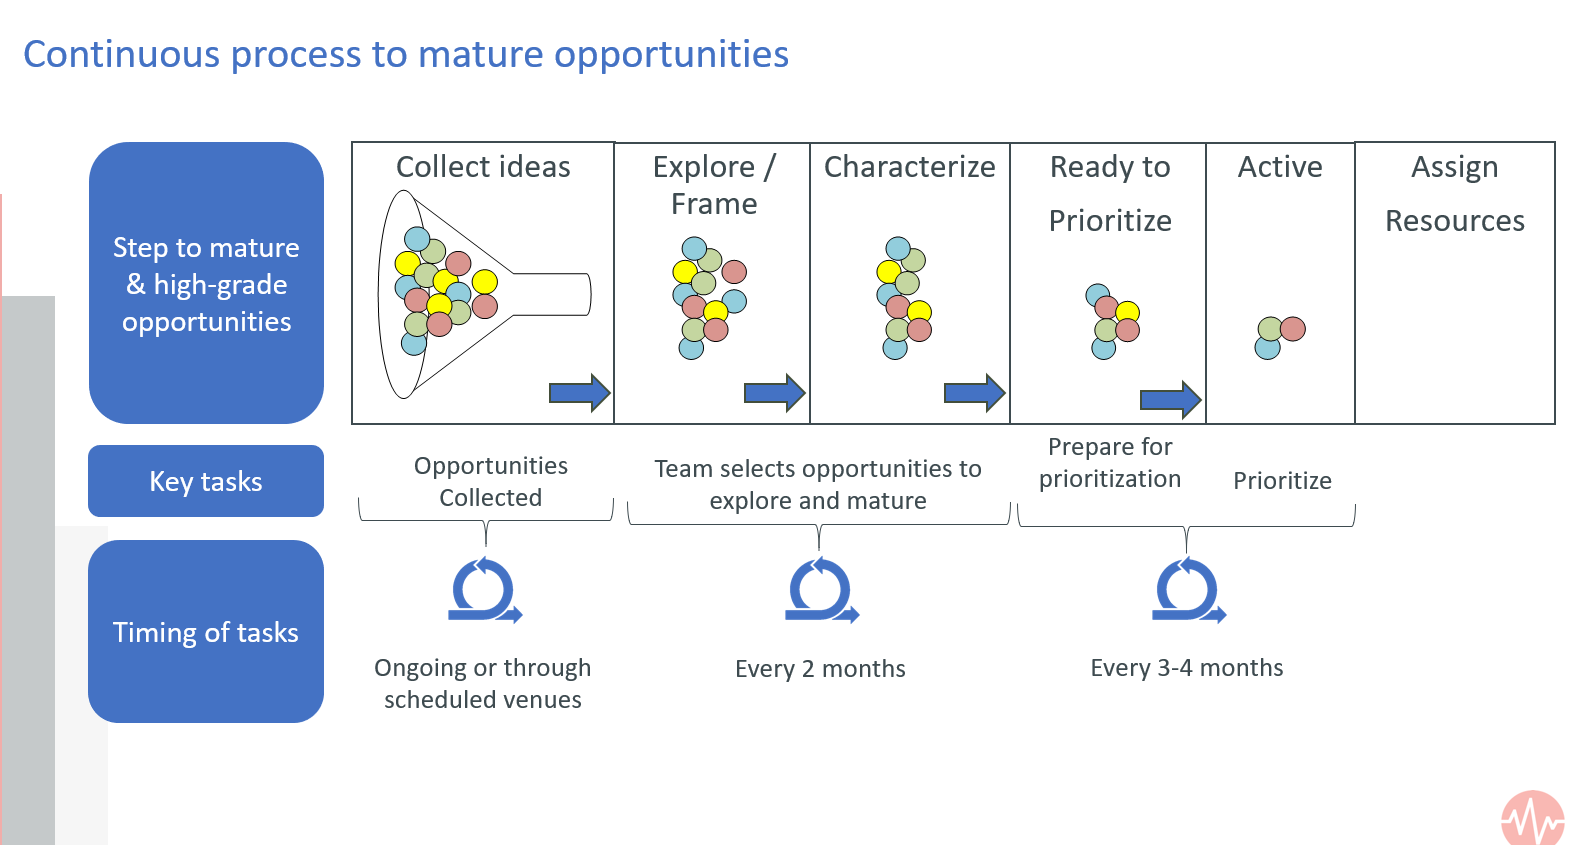 Continuous process to mature opportunities
Step to mature
& high-grade
opportunities
Collect ideas
Explore /
Frame
Characterize
Ready to
Prioritize
Active
Assign
Resources
Key tasks
Opportunities
Collected
Team selects opportunities to
explore and mature
Prepare for
prioritization
Prioritize
Timing of tasks
Ongoing or through
scheduled venues
Every 2 months
Every 3-4 months